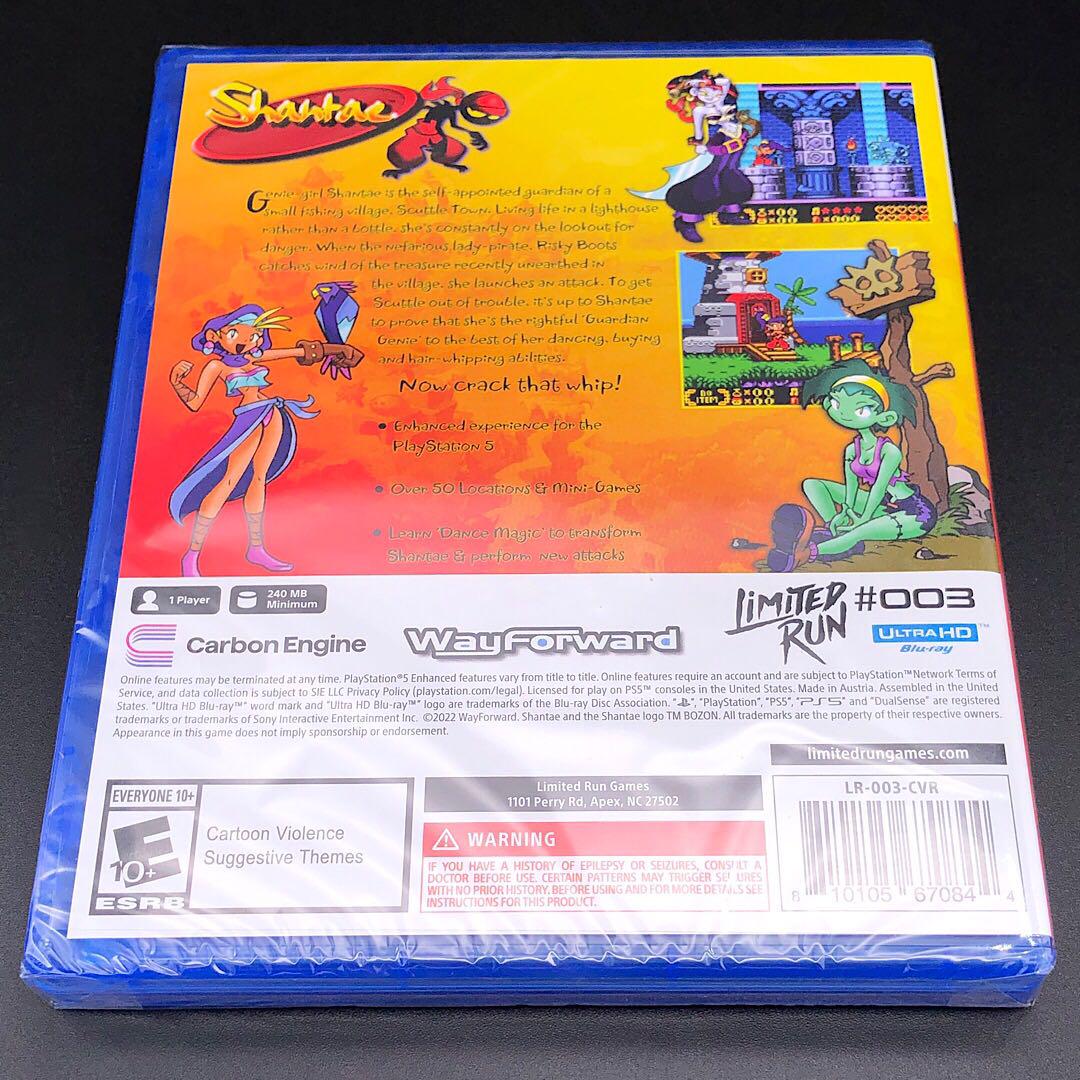 Shantae
Genie-girl Shantae is the self-appointed guardian of a
small fishing village, Scuttle Town. Living life in a lighthouse
rather than a bottle, she's constantly on the lookout for
danger. When the nefarious lady-pirate, Risky Boots
catches wind of the treasure recently unearthed in
the village, she launches an attack. To get
Scuttle out of trouble, it's up to Shantae
to prove that she's the rightful 'Guardian
Genie' to the best of her dancing, buying
and hair-whipping abilities.
Now crack that whip!
• Enhanced experience for the
PlayStation 5
• Over 50 Locations & Mini-Games
• Learn 'Dance Magic' to transform
Shantae & perform new attacks
×00
×00
×000
NO
ITEM
×00
×00
1 Player
240 MB
Minimum
Carbon Engine
WayForward
LIMITED
RUN
#003
ULTRA HD™
Blu-ray
Online features may be terminated at any time. PlayStation®5 Enhanced features vary from title to title. Online features require an account and are subject to PlayStation™Network Terms of
Service, and data collection is subject to SIE LLC Privacy Policy (playstation.com/legal). Licensed for play on PS5™ consoles in the United States. Made in Austria. Assembled in the United
States. "Ultra HD Blu-ray™" word mark and "Ultra HD Blu-ray™" logo are trademarks of the Blu-ray Disc Association. "PS", "PlayStation", "PS5", "PS5" and "DualSense" are registered
trademarks or trademarks of Sony Interactive Entertainment Inc. ©2022 WayForward. Shantae and the Shantae logo TM BOZON. All trademarks are the property of their respective owners.
Appearance in this game does not imply sponsorship or endorsement.
limitedrungames.com
EVERYONE 10+
E
10+
ESRB
Cartoon Violence
Suggestive Themes
Limited Run Games
1101 Perry Rd, Apex, NC 27502
WARNING
IF YOU HAVE A HISTORY OF EPILEPSY OR SEIZURES, CONSULT A
DOCTOR BEFORE USE. CERTAIN PATTERNS MAY TRIGGER SEIZURES
WITH NO PRIOR HISTORY. BEFORE USING AND FOR MORE DETAILS SEE
INSTRUCTIONS FOR THIS PRODUCT.
LR-003-CVR
8 10105 67084 4